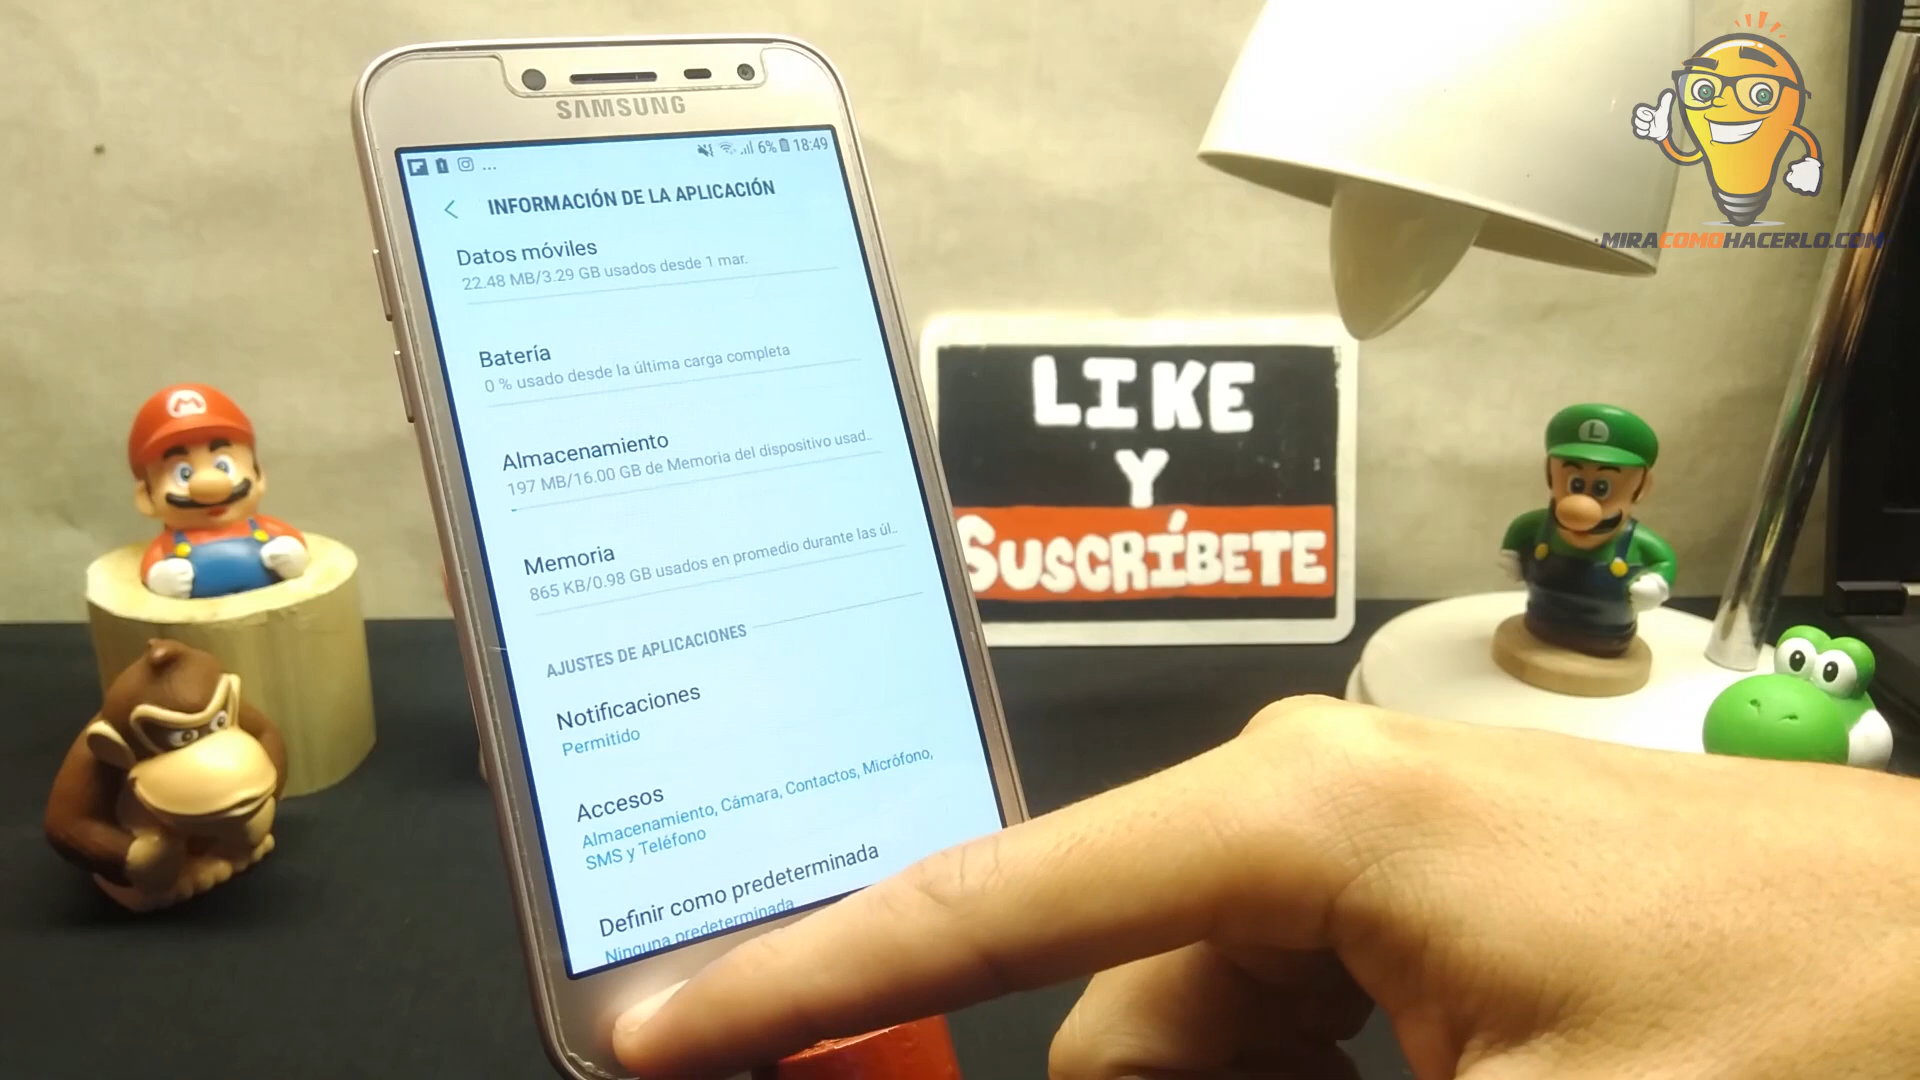 SAMSUNG
6% 18:49
INFORMACIÓN DE LA APLICACIÓN
Datos móviles
22.48 MB/3.29 GB usados desde 1 mar.
Batería
0 % usado desde la última carga completa
Almacenamiento
197 MB/16.00 GB de Memoria del dispositivo usad..
Memoria
865 KB/0.98 GB usados en promedio durante las úl..
AJUSTES DE APLICACIONES
Notificaciones
Permitido
Accesos
Almacenamiento, Cámara, Contactos, Micrófono,
SMS y Teléfono
Definir como predeterminada
Ninguna predeterminada
LIKE
Y
SUSCRÍBETE
M
L
MIRACOMOHACERLO.COM